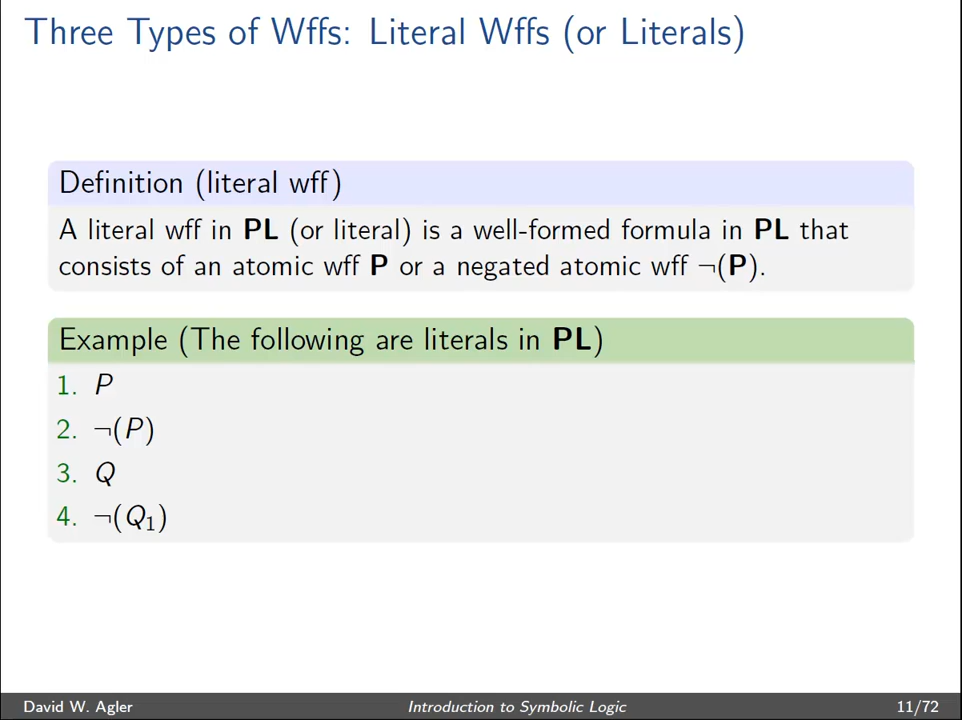 Three Types of Wffs: Literal Wffs (or Literals)
Definition (literal wff)
A literal wff in PL (or literal) is a well-formed formula in PL that
consists of an atomic wff P or a negated atomic wff ¬(P).
Example (The following are literals in PL)
1. P
2. ¬(P)
3. Q
4. ¬(Q₁)
David W. Agler Introduction to Symbolic Logic 11/72